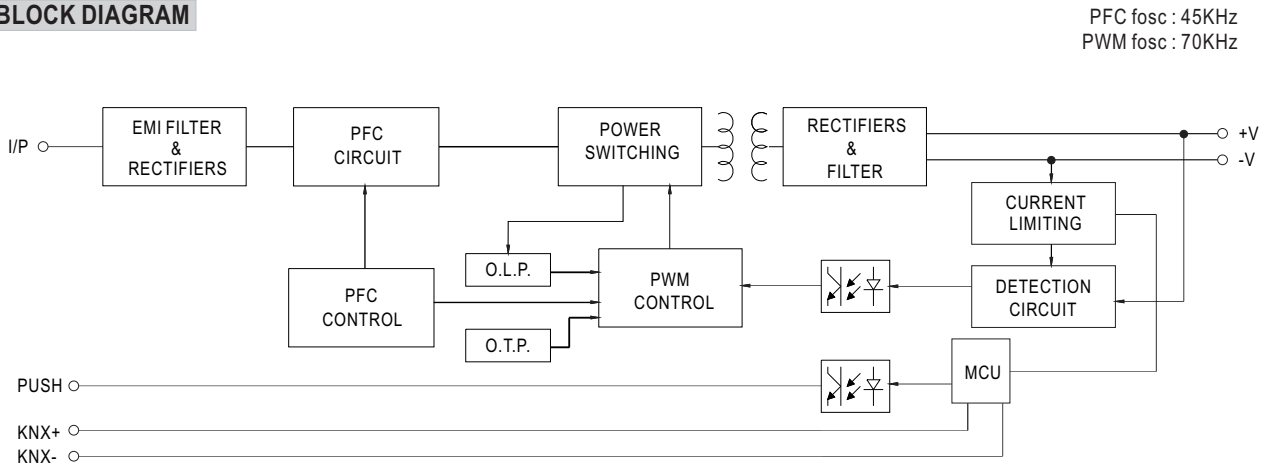 BLOCK DIAGRAM
PFC fosc : 45KHz
PWM fosc : 70KHz
I/P
EMI FILTER
&
RECTIFIERS
PFC
CIRCUIT
POWER
SWITCHING
RECTIFIERS
&
FILTER
+V
-V
CURRENT
LIMITING
O.L.P.
PFC
CONTROL
PWM
CONTROL
DETECTION
CIRCUIT
O.T.P.
MCU
PUSH
KNX+
KNX-